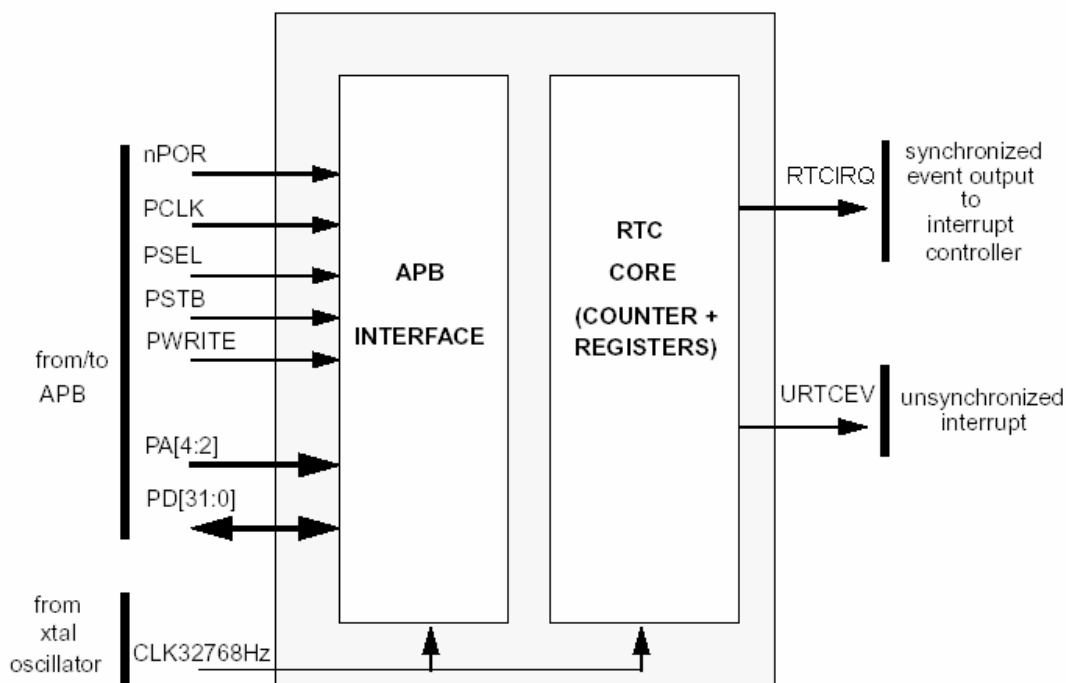 nPOR
PCLK
PSEL
PSTB
PWRITE
from/to
APB
PA[4:2]
PD[31:0]
from
xtal
oscillator
CLK32768Hz
APB
INTERFACE
RTC
CORE
(COUNTER +
REGISTERS)
RTCIRQ
synchronized
event output
to
interrupt
controller
URTCEV
unsynchronized
interrupt